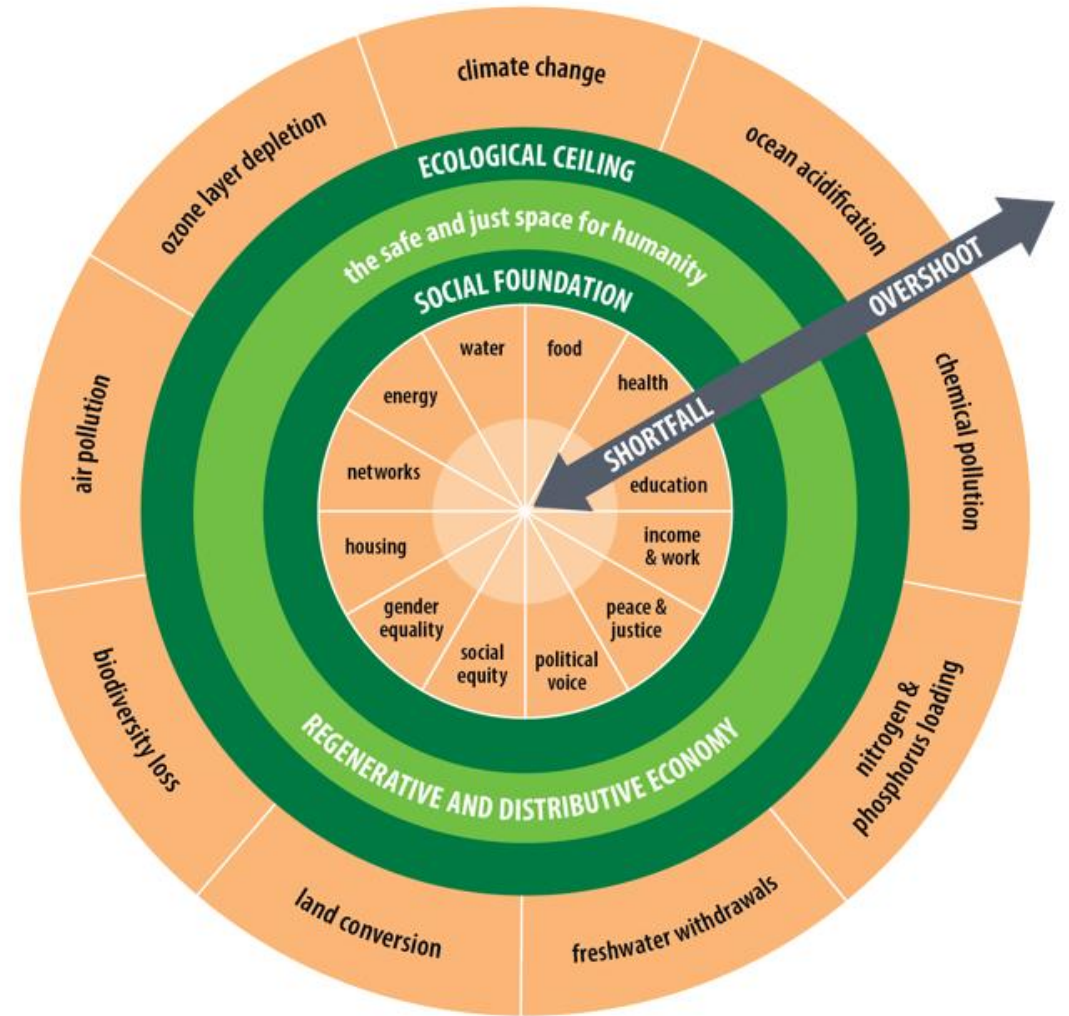 climate change
ocean acidification
chemical pollution
nitrogen &
phosphorus loading
freshwater withdrawals
land conversion
biodiversity loss
air pollution
ozone layer depletion
ECOLOGICAL CEILING
the safe and just space for humanity
SOCIAL FOUNDATION
OVERSHOOT
SHORTFALL
water
food
health
education
income
& work
peace &
justice
political
voice
social
equity
gender
equality
housing
networks
energy
REGENERATIVE AND DISTRIBUTIVE ECONOMY